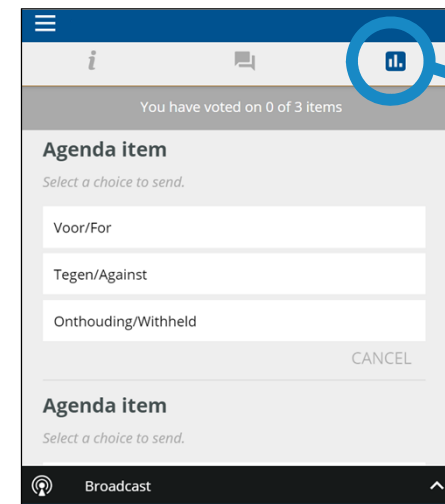 i
You have voted on 0 of 3 items
Agenda item
Select a choice to send.
Voor/For
Tegen/Against
Onthouding/Withheld
CANCEL
Agenda item
Select a choice to send.
Broadcast